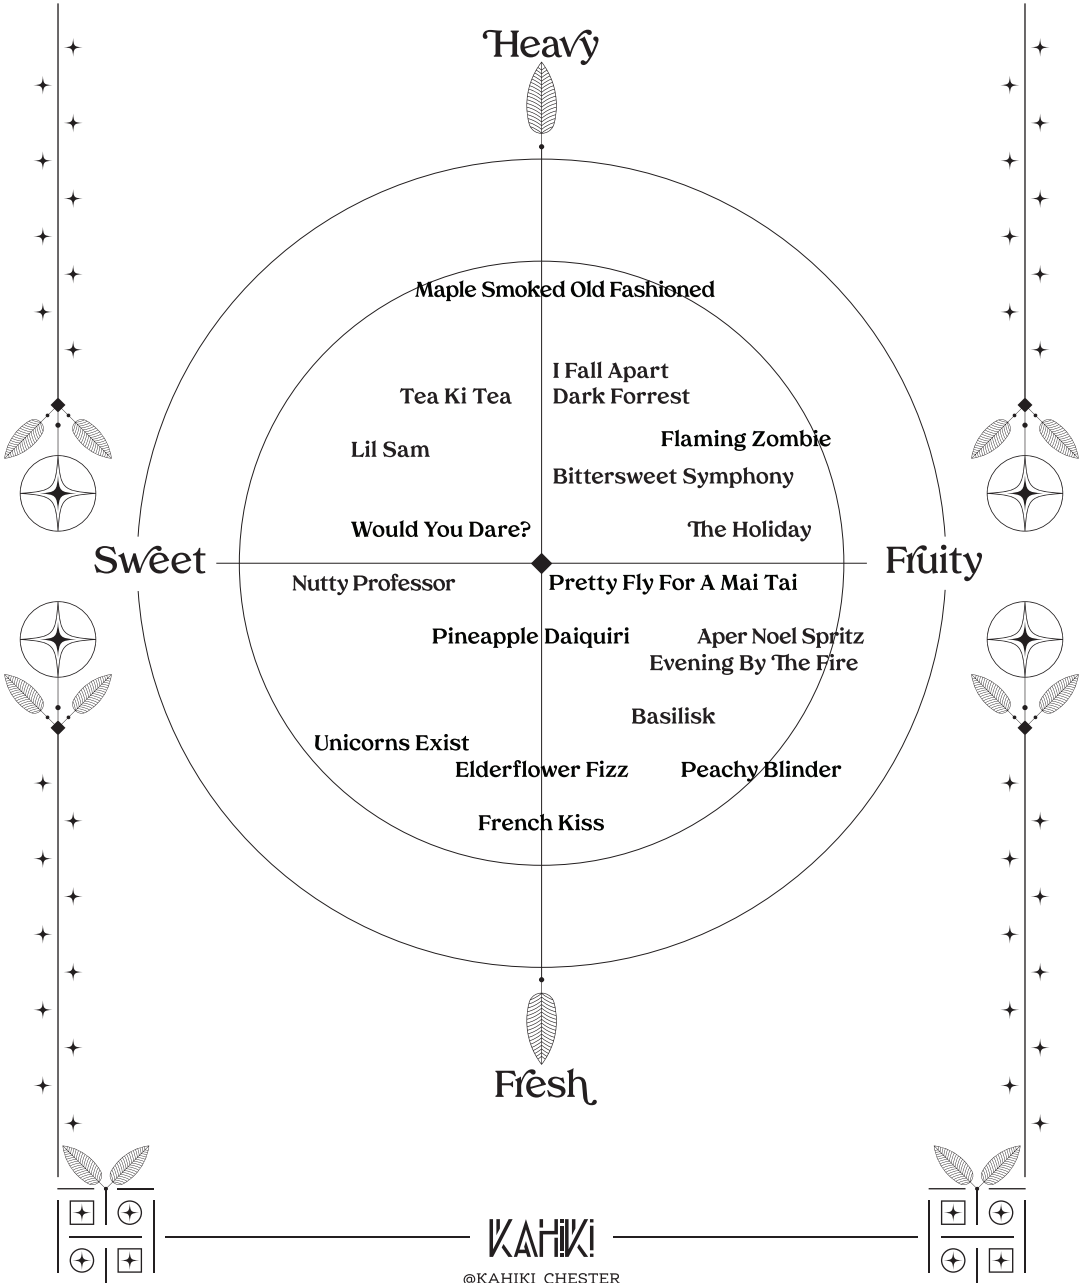 Heavy
Maple Smoked Old Fashioned
I Fall Apart
Tea Ki Tea
Dark Forrest
Flaming Zombie
Lil Sam
Bittersweet Symphony
Would You Dare?
The Holiday
Sweet
Fruity
Nutty Professor
Pretty Fly For A Mai Tai
Pineapple Daiquiri
Aper Noel Spritz
Evening By The Fire
Basilisk
Unicorns Exist
Elderflower Fizz
Peachy Blinder
French Kiss
Fresh
KAHIKI
@KAHIKI_CHESTER